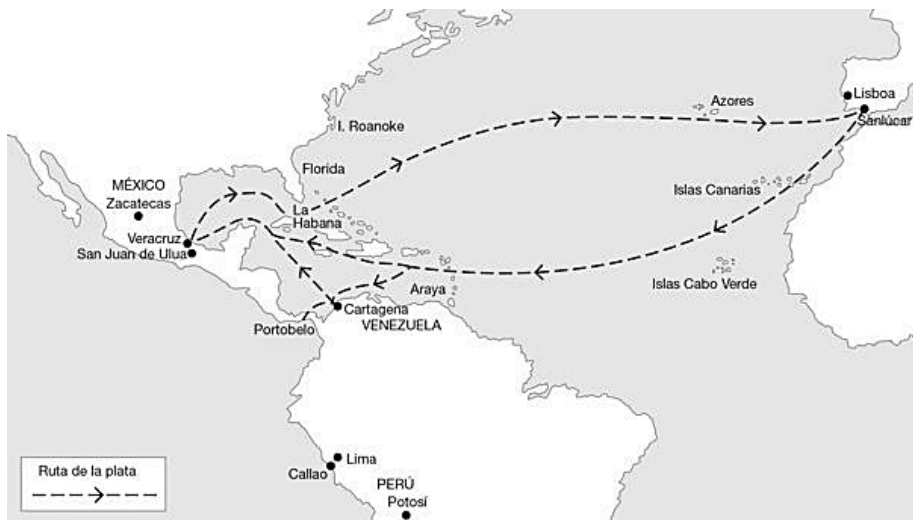 Lisboa
Azores
Sanlúcar
I. Roanoke
Florida
MÉXICO
Zacatecas
Islas Canarias
La
Habana
Veracruz
San Juan de Ulua
Islas Cabo Verde
Araya
Cartagena
Portobelo
VENEZUELA
Lima
Callao
PERÚ
Potosí
Ruta de la plata